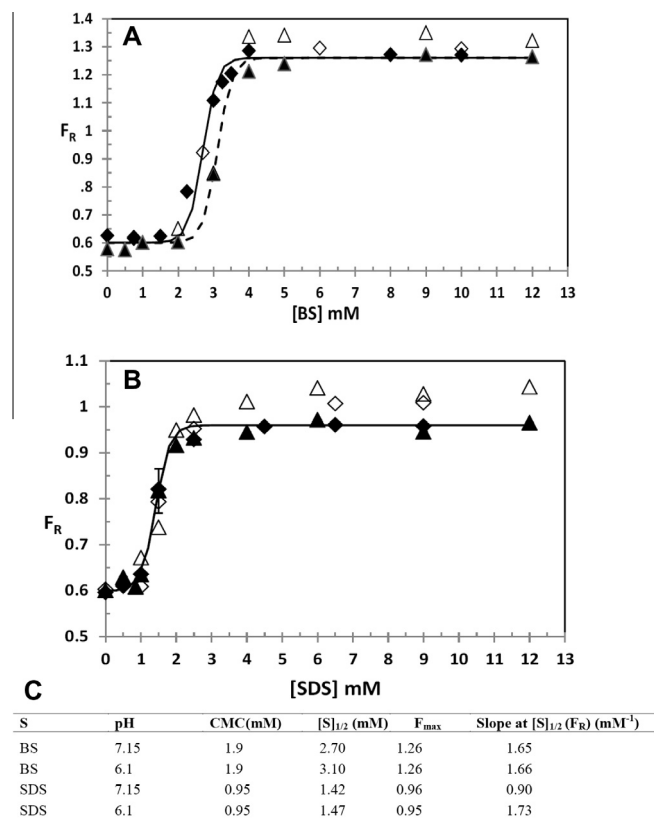 A
1.4
1.3
1.2
1.1
1
0.9
.8
0.7
0.6
0.5
F_R
0 1 2 3 4 5 6 7 8 9 10 11 12 13
[BS] mM
B
1.1
1
0.9
0.8
0.7
0.6
0.5
F_R
0 1 2 3 4 5 6 7 8 9 10 11 12 13
[SDS] mM
C
S pH CMC(mM) [S]1/2 (mM) Fmax Slope at [S]1/2 (FR) (mM-1)
BS 7.15 1.9 2.70 1.26 1.65
BS 6.1 1.9 3.10 1.26 1.66
SDS 7.15 0.95 1.42 0.96 0.90
SDS 6.1 0.95 1.47 0.95 1.73